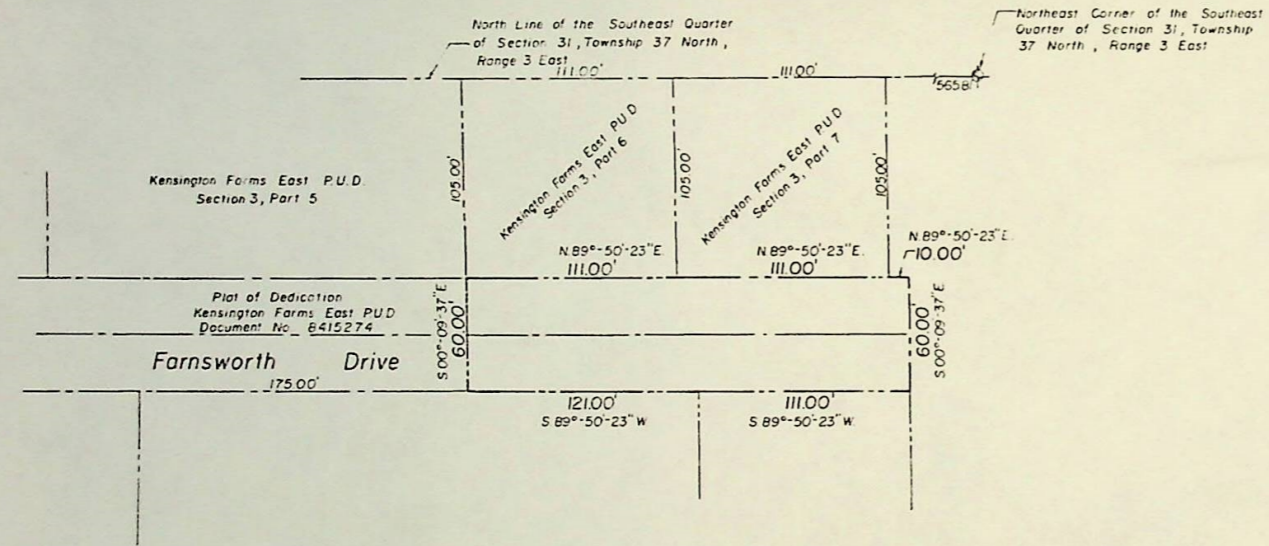 North Line of the Southeast Quarter
of Section 31, Township 37 North,
Range 3 East
Northeast Corner of the Southeast
Quarter of Section 31, Township
37 North, Range 3 East
111.00'
111.00'
Kensington Farms East P.U.D.
Section 3, Part 5
105.00'
Kensington Farms East P.U.D
Section 3, Part 6
105.00'
Kensington Farms East P.U.D
Section 3, Part 7
105.00'
N.89°-50'-23"E.
111.00'
N.89°-50'-23"E.
111.00'
N.89°-50'-23"E.
10.00'
Plat of Dedication
Kensington Farms East PUD
Document No. 8415274
Farnsworth Drive
175.00'
S.00°-09'-37"E
60.00'
60.00'
S.00°-09'-37"E
121.00'
S 89°-50'-23" W
111.00'
S 89°-50'-23" W.